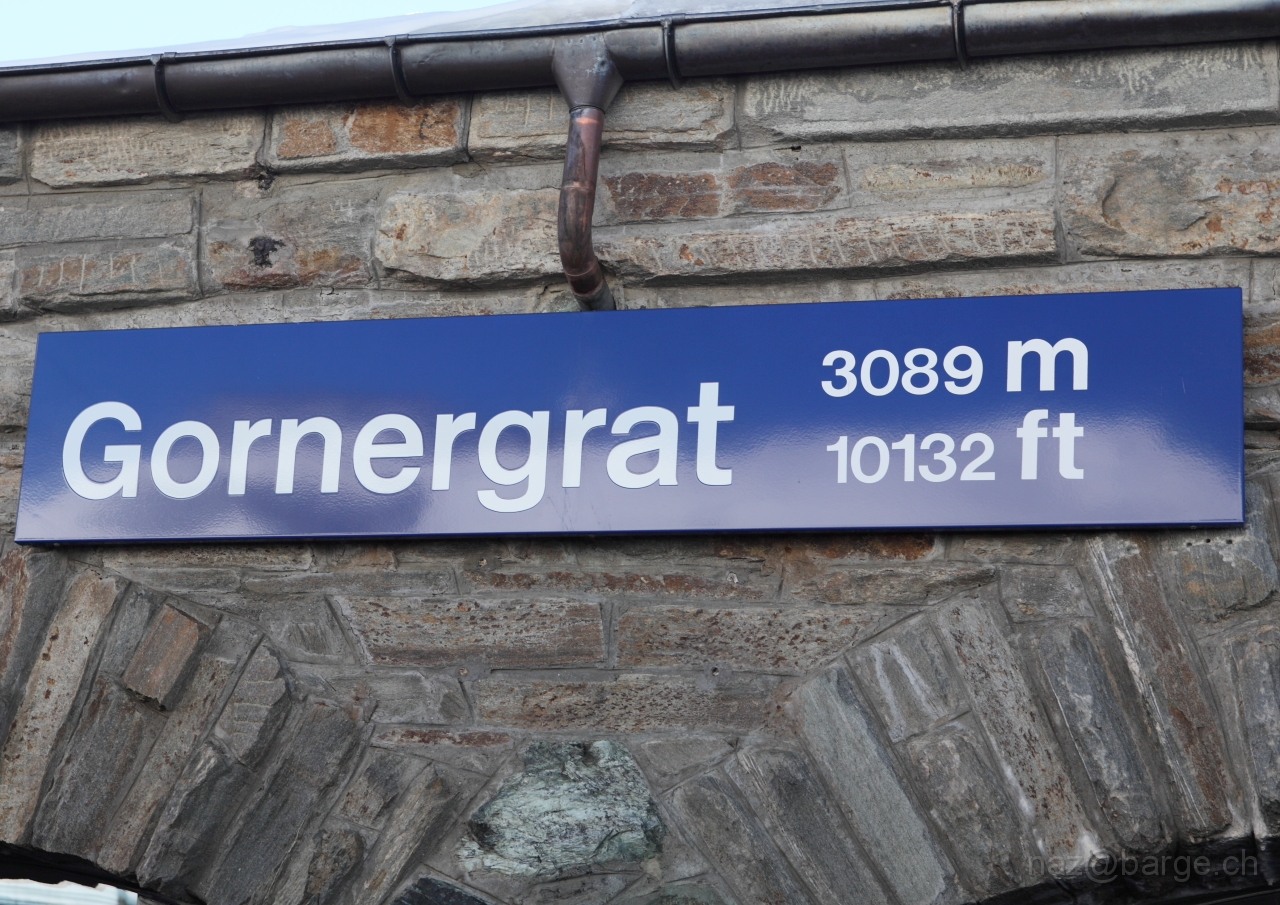 Gornergrat
3089 m
10132 ft
naz@barge.ch